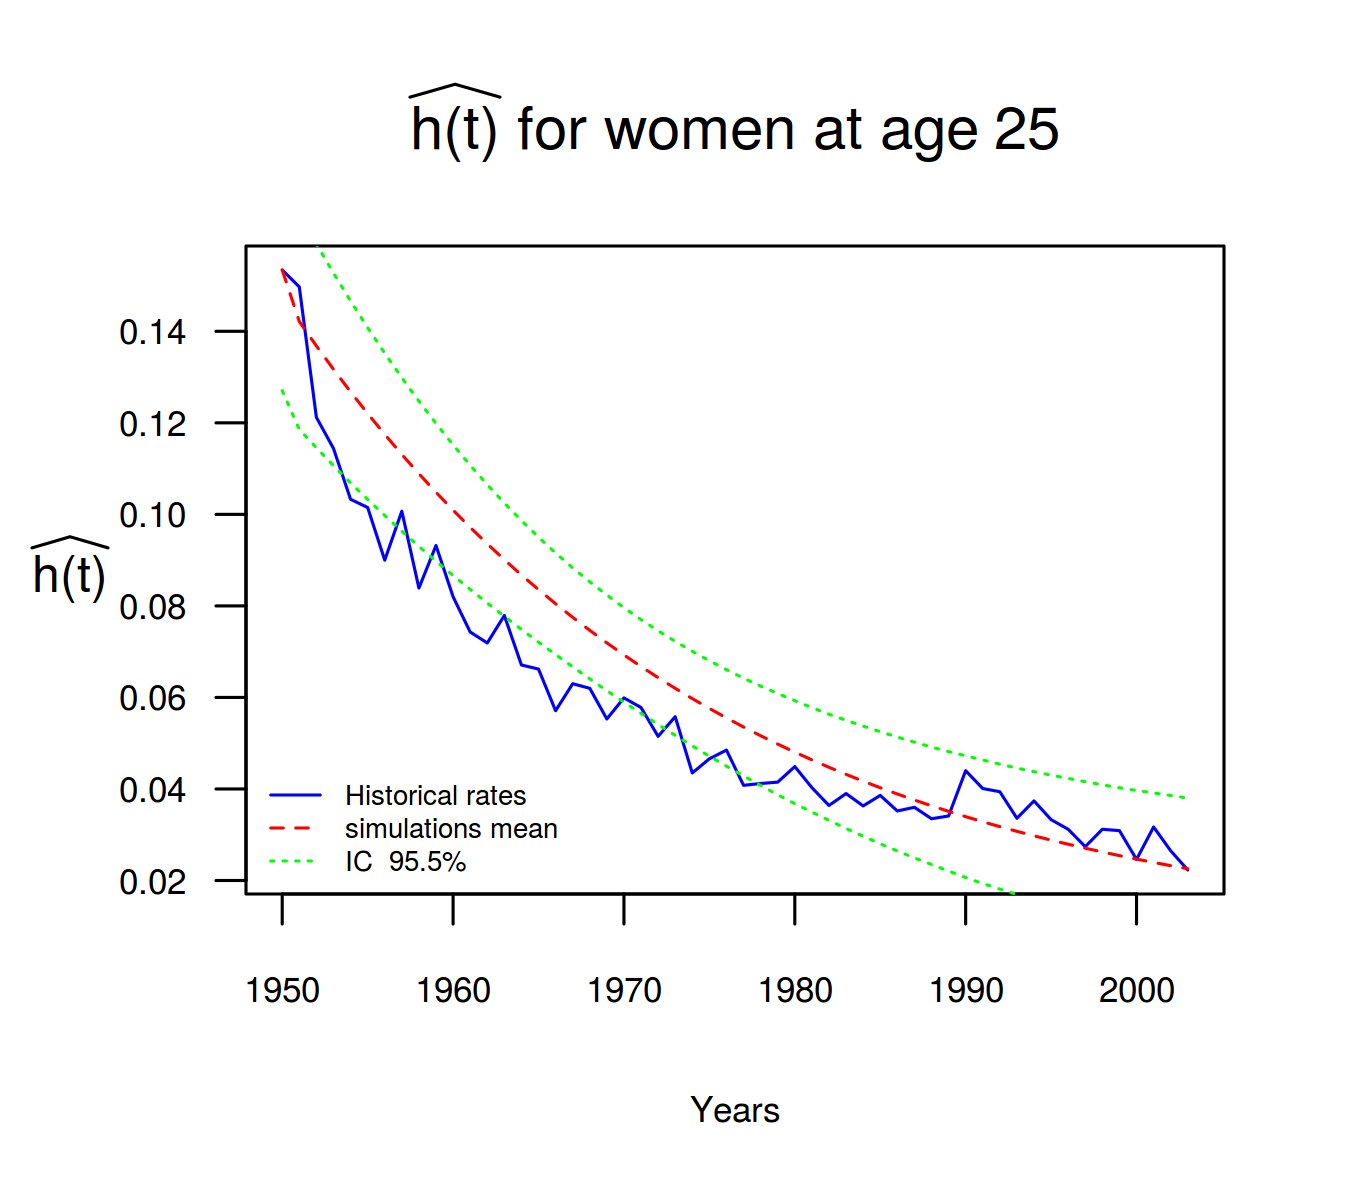 h(t) for women at age 25
h(t)
0.14
0.12
0.10
0.08
0.06
0.04
0.02
Historical rates
simulations mean
IC  95.5%
1950 1960 1970 1980 1990 2000
Years